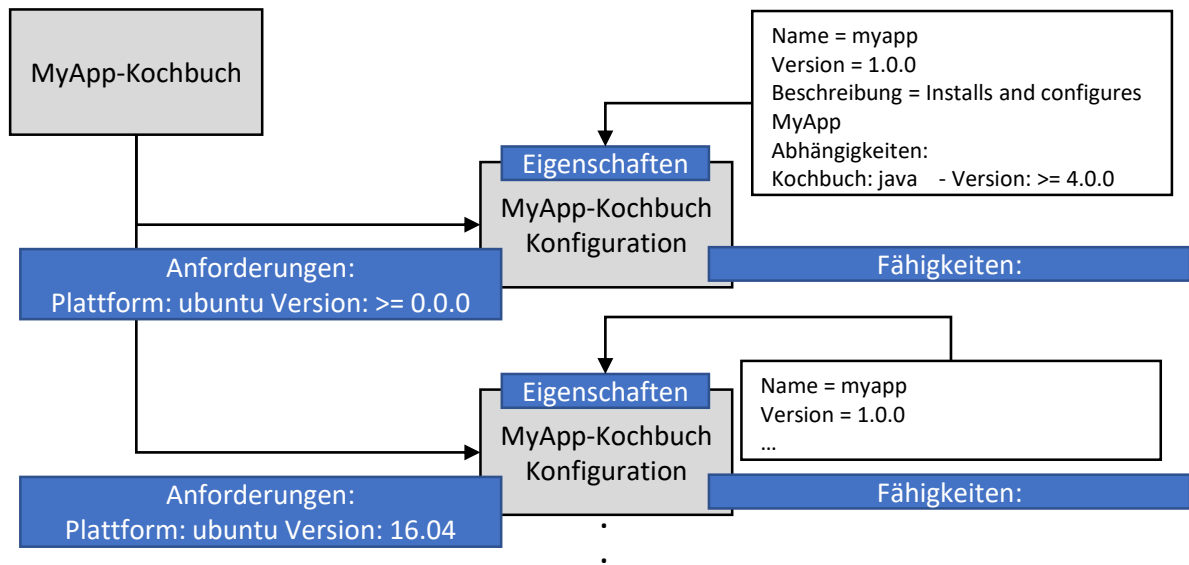 MyApp-Kochbuch
Name = myapp
Version = 1.0.0
Beschreibung = Installs and configures
MyApp
Abhängigkeiten:
Kochbuch: java - Version: >= 4.0.0
Eigenschaften
MyApp-Kochbuch
Konfiguration
Anforderungen:
Plattform: ubuntu Version: >= 0.0.0
Fähigkeiten:
Name = myapp
Version = 1.0.0
...
Eigenschaften
MyApp-Kochbuch
Konfiguration
Anforderungen:
Plattform: ubuntu Version: 16.04
Fähigkeiten:
.
.